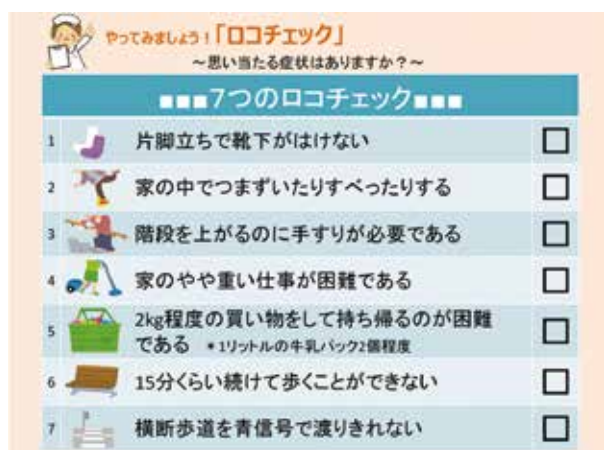 やってみましょう！「ロコチェック」
～思い当たる症状はありますか？～
■■■7つのロコチェック■■■
1 片脚立ちで靴下がはけない
2 家の中でつまずいたりすべったりする
3 階段を上がるのに手すりが必要である
4 家のやや重い仕事が困難である
5 2kg程度の買い物をして持ち帰るのが困難
である ＊1リットルの牛乳パック2個程度
6 15分くらい続けて歩くことができない
7 横断歩道を青信号で渡りきれない